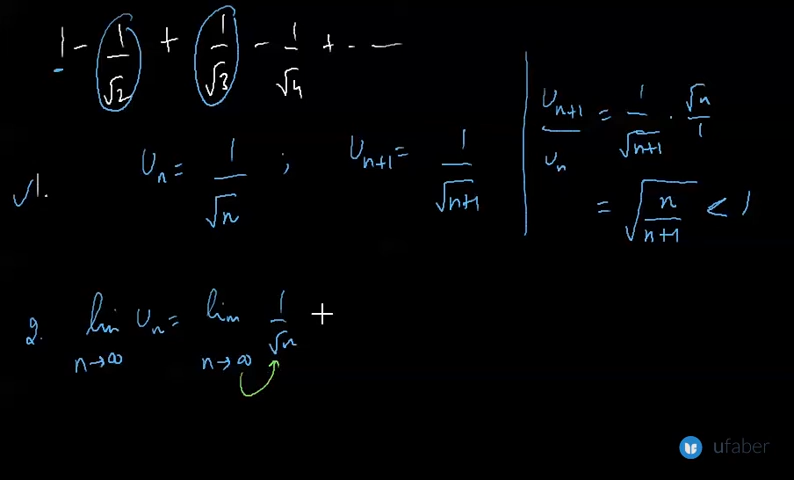 1 - 1/√2 + 1/√3 - 1/√4 + - - —
√1. Uₙ = 1/√n ; Uₙ₊₁ = 1/√n+1
Uₙ₊₁/Uₙ = 1/√n+1 · √n/1
= √(n/n+1) < 1
2. lim n→∞ Uₙ = lim n→∞ 1/√n
ufaber